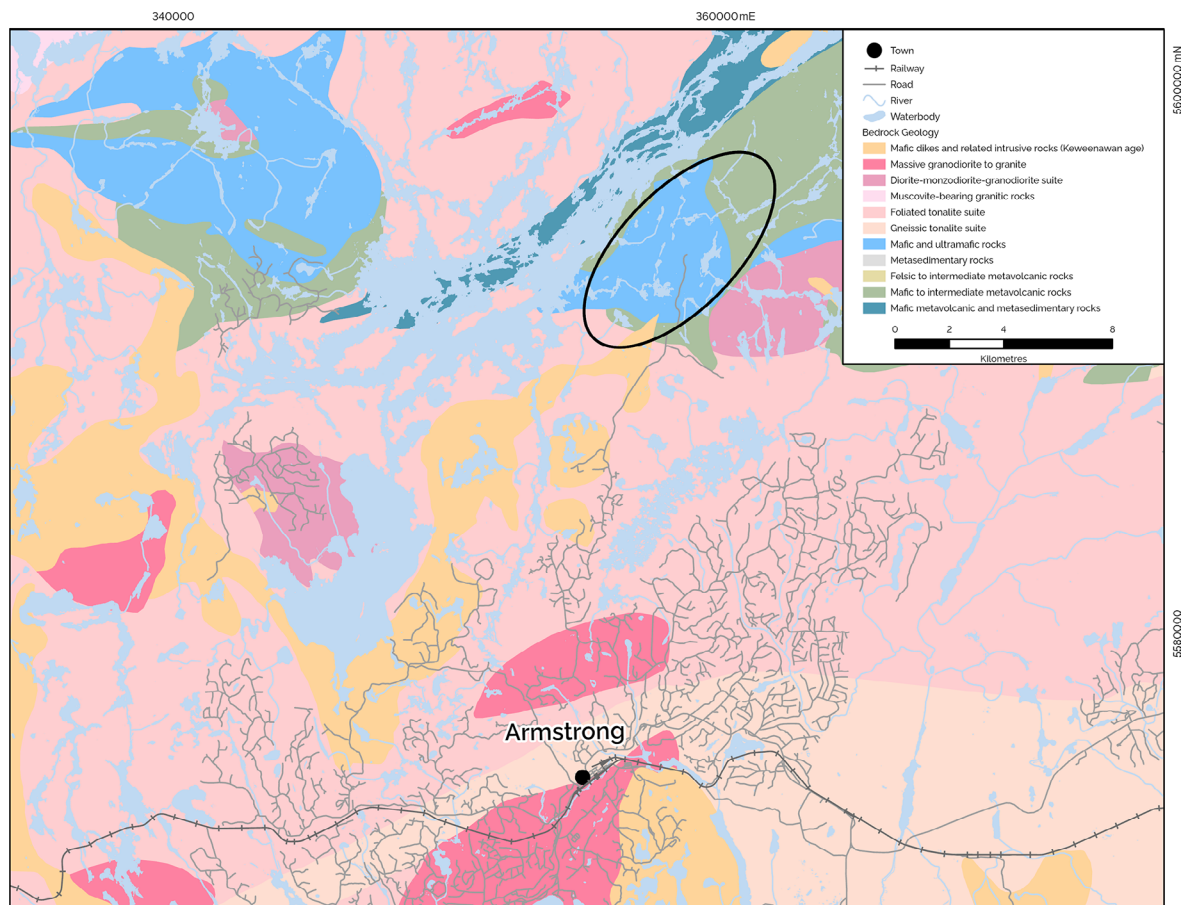 340000
360000mE
5600000 mN
5580000
Town
Railway
Road
River
Waterbody
Bedrock Geology
Mafic dikes and related intrusive rocks (Keweenawan age)
Massive granodiorite to granite
Diorite-monzodiorite-granodiorite suite
Muscovite-bearing granitic rocks
Foliated tonalite suite
Gneissic tonalite suite
Mafic and ultramafic rocks
Metasedimentary rocks
Felsic to intermediate metavolcanic rocks
Mafic to intermediate metavolcanic rocks
Mafic metavolcanic and metasedimentary rocks
0 2 4 8
Kilometres
Armstrong